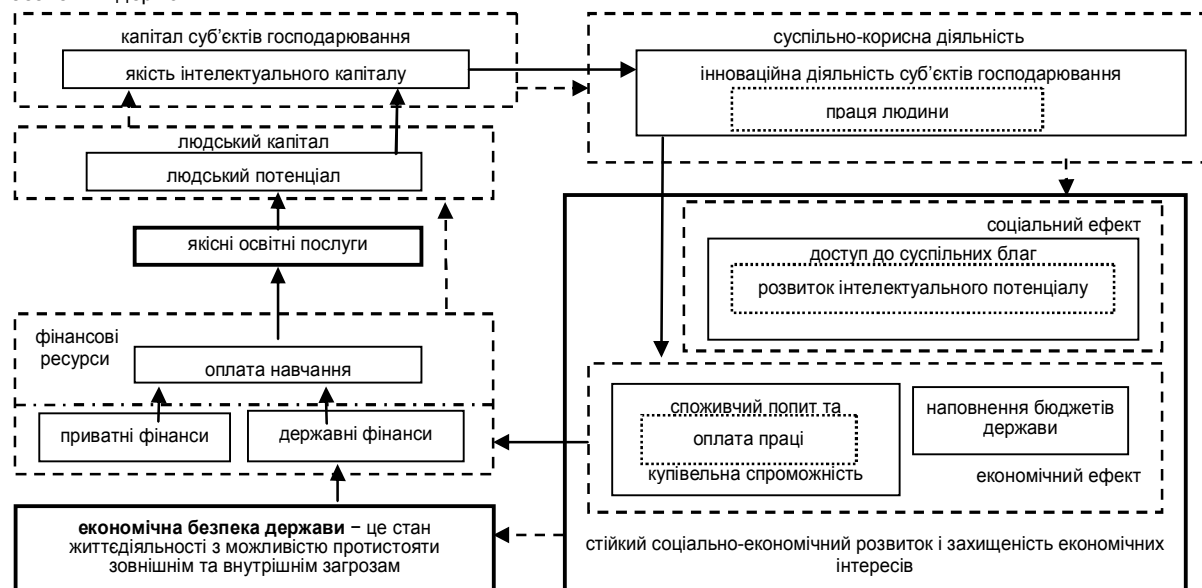 капітал суб’єктів господарювання
якість інтелектуального капіталу
людський капітал
людський потенціал
якісні освітні послуги
фінансові
ресурси
оплата навчання
приватні фінанси
державні фінанси
економічна безпека держави − це стан
життєдіяльності з можливістю протистояти
зовнішнім та внутрішнім загрозам
суспільно-корисна діяльність
інноваційна діяльність суб’єктів господарювання
праця людини
соціальний ефект
доступ до суспільних благ
розвиток інтелектуального потенціалу
споживчий попит та
оплата праці
купівельна спроможність
наповнення бюджетів
держави
економічний ефект
стійкий соціально-економічний розвиток і захищеність економічних
інтересів